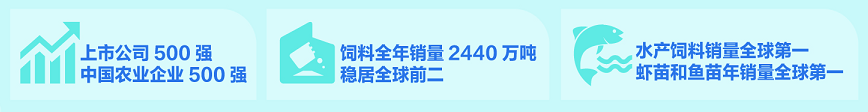 上市公司 500 强
中国农业企业 500 强
饲料全年销量 2440 万吨
稳居全球前二
水产饲料销量全球第一
虾苗和鱼苗年销量全球第一